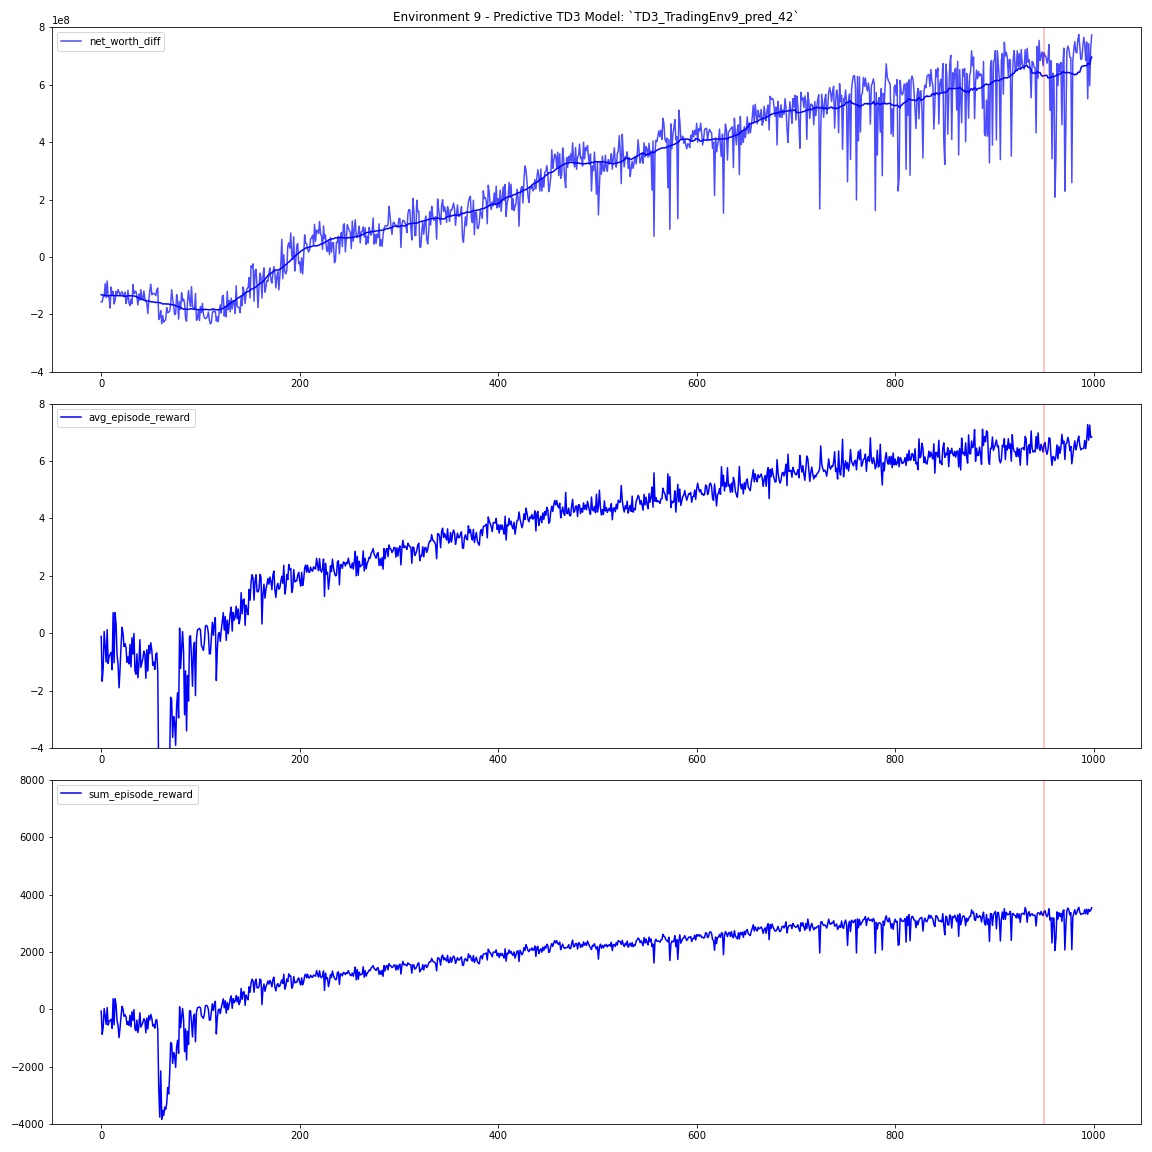 Environment 9 - Predictive TD3 Model: `TD3_TradingEnv9_pred_42`
1e8
net_worth_diff
8
6
4
2
0
−2
−4
0 200 400 600 800 1000
avg_episode_reward
8
6
4
2
0
−2
−4
0 200 400 600 800 1000
sum_episode_reward
8000
6000
4000
2000
0
−2000
−4000
0 200 400 600 800 1000